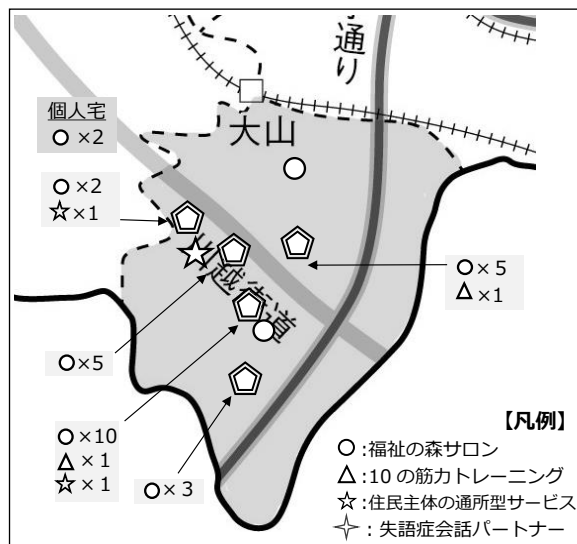 通り
個人宅
○×2
大山
○×2
☆×1
川越街道
○×5
△×1
○×5
○×10
△×1
☆×1
○×3
【凡例】
○:福祉の森サロン
△:10の筋力トレーニング
☆:住民主体の通所型サービス
✧:失語症会話パートナー